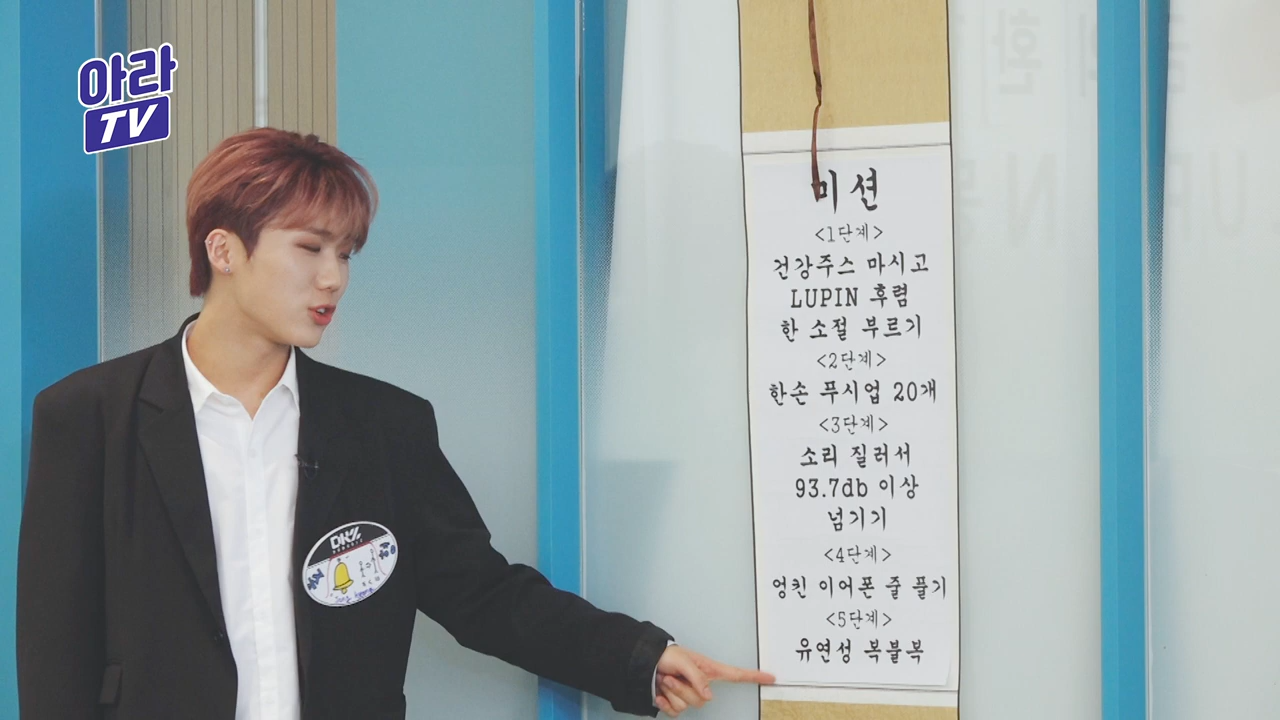 아라
TV
미션
<1단계>
건강주스 마시고
LUPIN 후렴
한 소절 부르기
<2단계>
한손 푸시업 20개
<3단계>
소리 질러서
93.7db 이상
넘기기
<4단계>
엉킨 이어폰 줄 풀기
<5단계>
유연성 복불복
DKZ